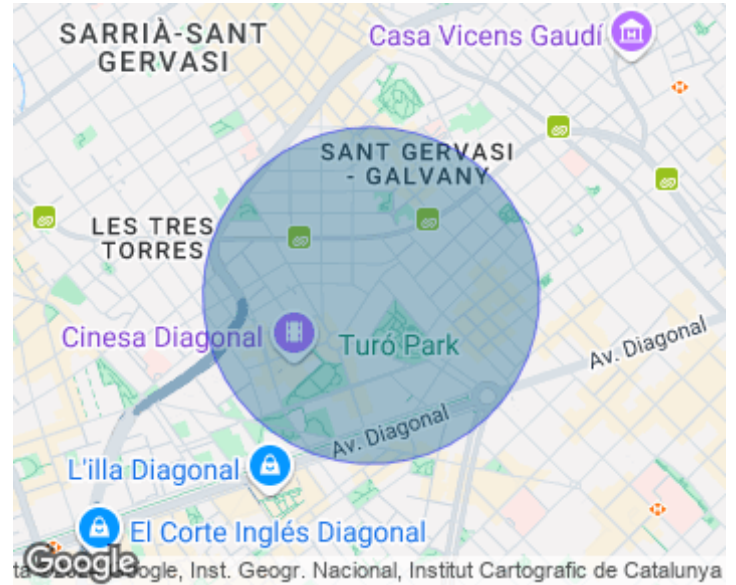 SARRIÀ-SANT
GERVASI
Casa Vicens Gaudí
SANT GERVASI
- GALVANY
LES TRES
TORRES
Cinesa Diagonal
Turó Park
Av. Diagonal
Av. Diagonal
L'illa Diagonal
El Corte Inglés Diagonal
Google
Google, Inst. Geogr. Nacional, Institut Cartografic de Catalunya